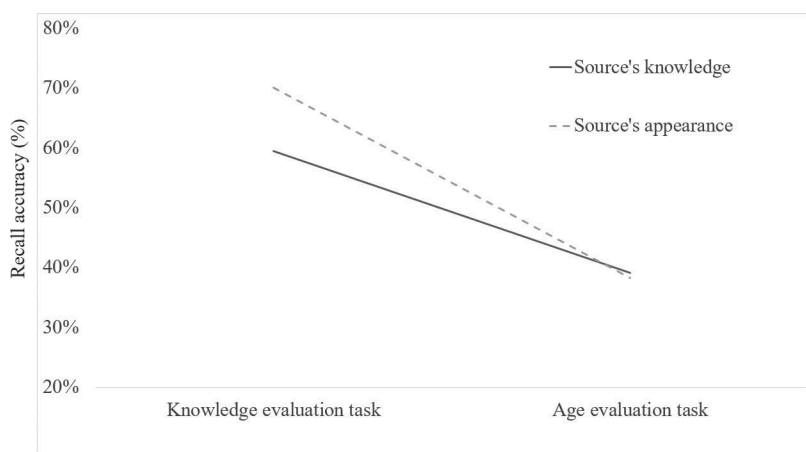 80%
70%
60%
50%
40%
30%
20%
Recall accuracy (%)
Source's knowledge
Source's appearance
Knowledge evaluation task
Age evaluation task